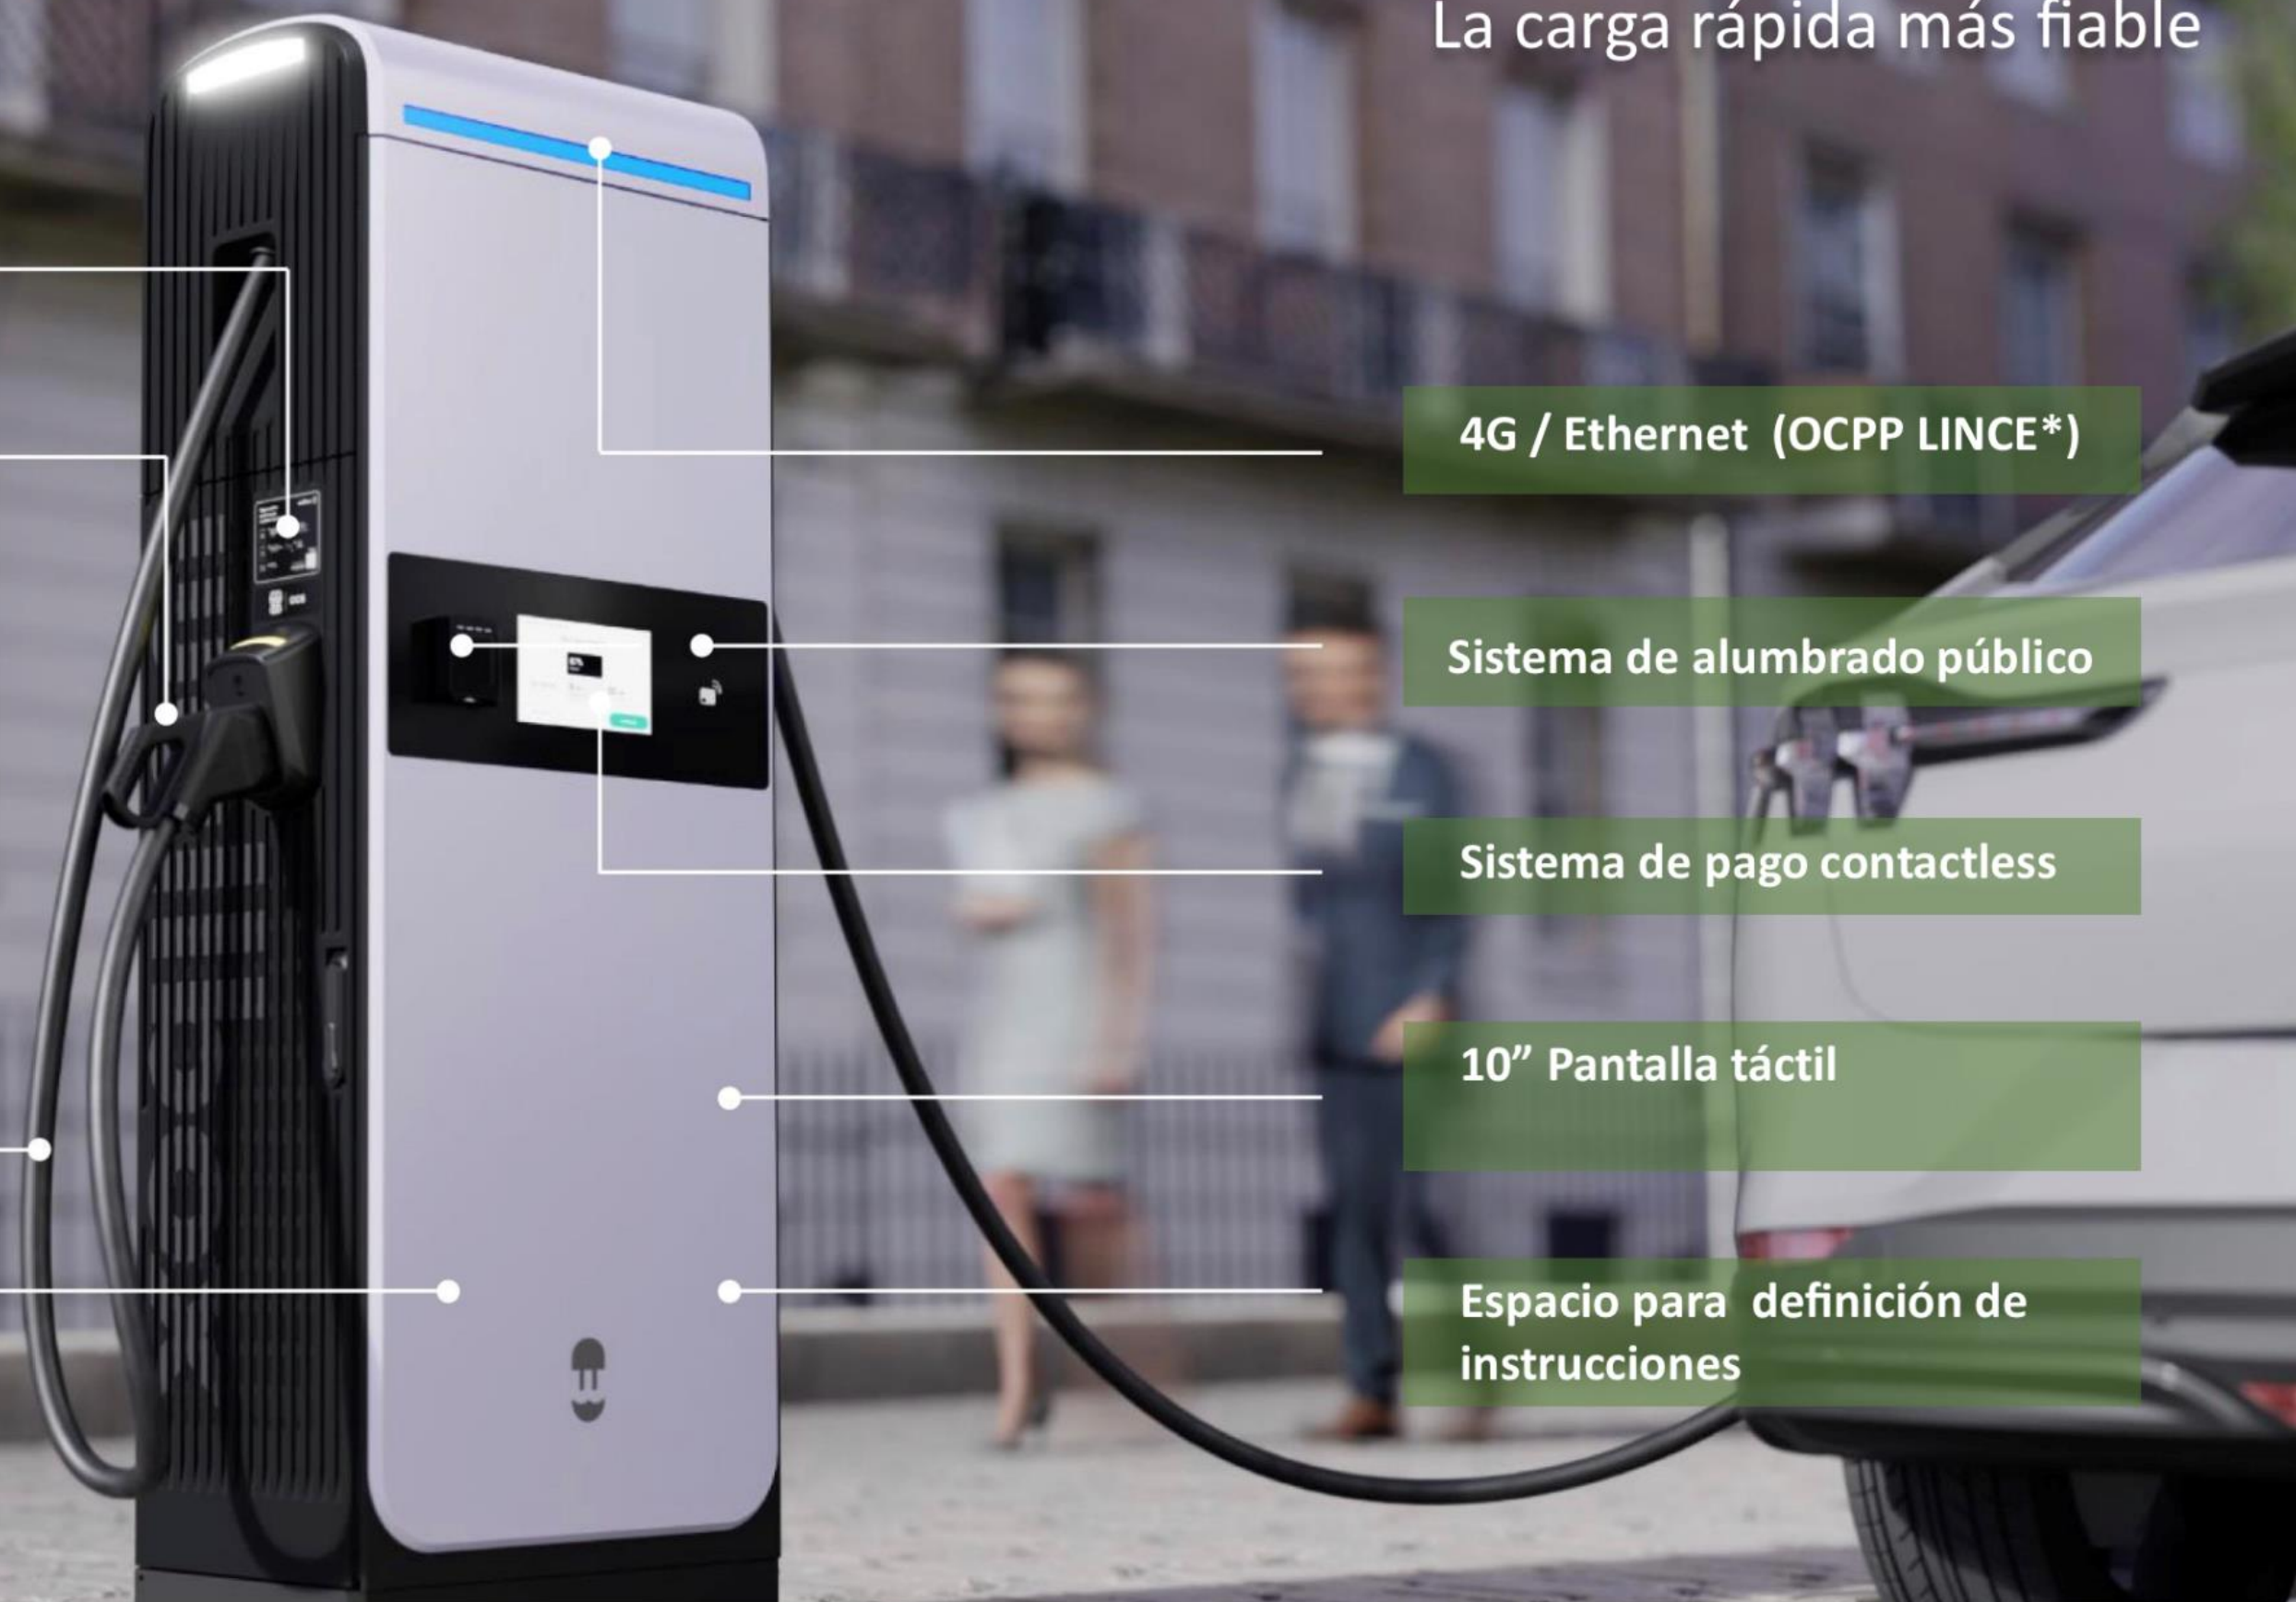 La carga rápida más fiable
4G / Ethernet (OCPP LINCE*)
Sistema de alumbrado público
Sistema de pago contactless
10” Pantalla táctil
Espacio para definición de
instrucciones